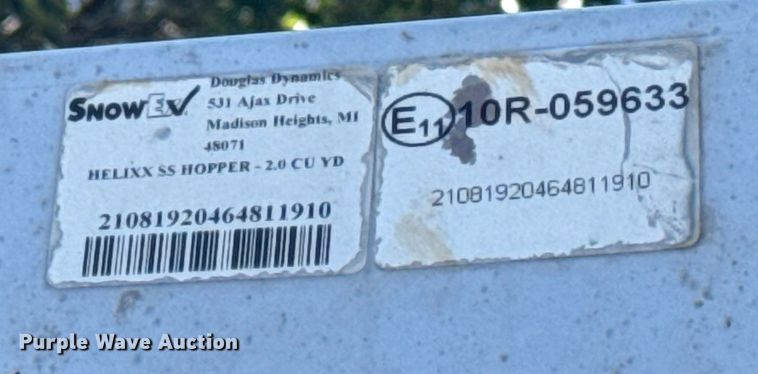 SNOWEX
Douglas Dynamics
531 Ajax Drive
Madison Heights, MI
48071
HELIXX SS HOPPER - 2.0 CU YD
21081920464811910
E11 10R-059633
21081920464811910
Purple Wave Auction